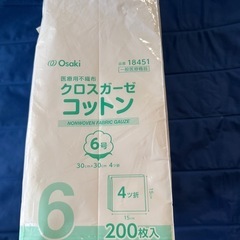 Osaki
品番 18451
一般医療機器
医療用不織布
クロスガーゼ
コットン
NONWOVEN FABRIC GAUZE
6号
30cm×30cm 4ツ折
6
4ツ折
15cm
200枚入